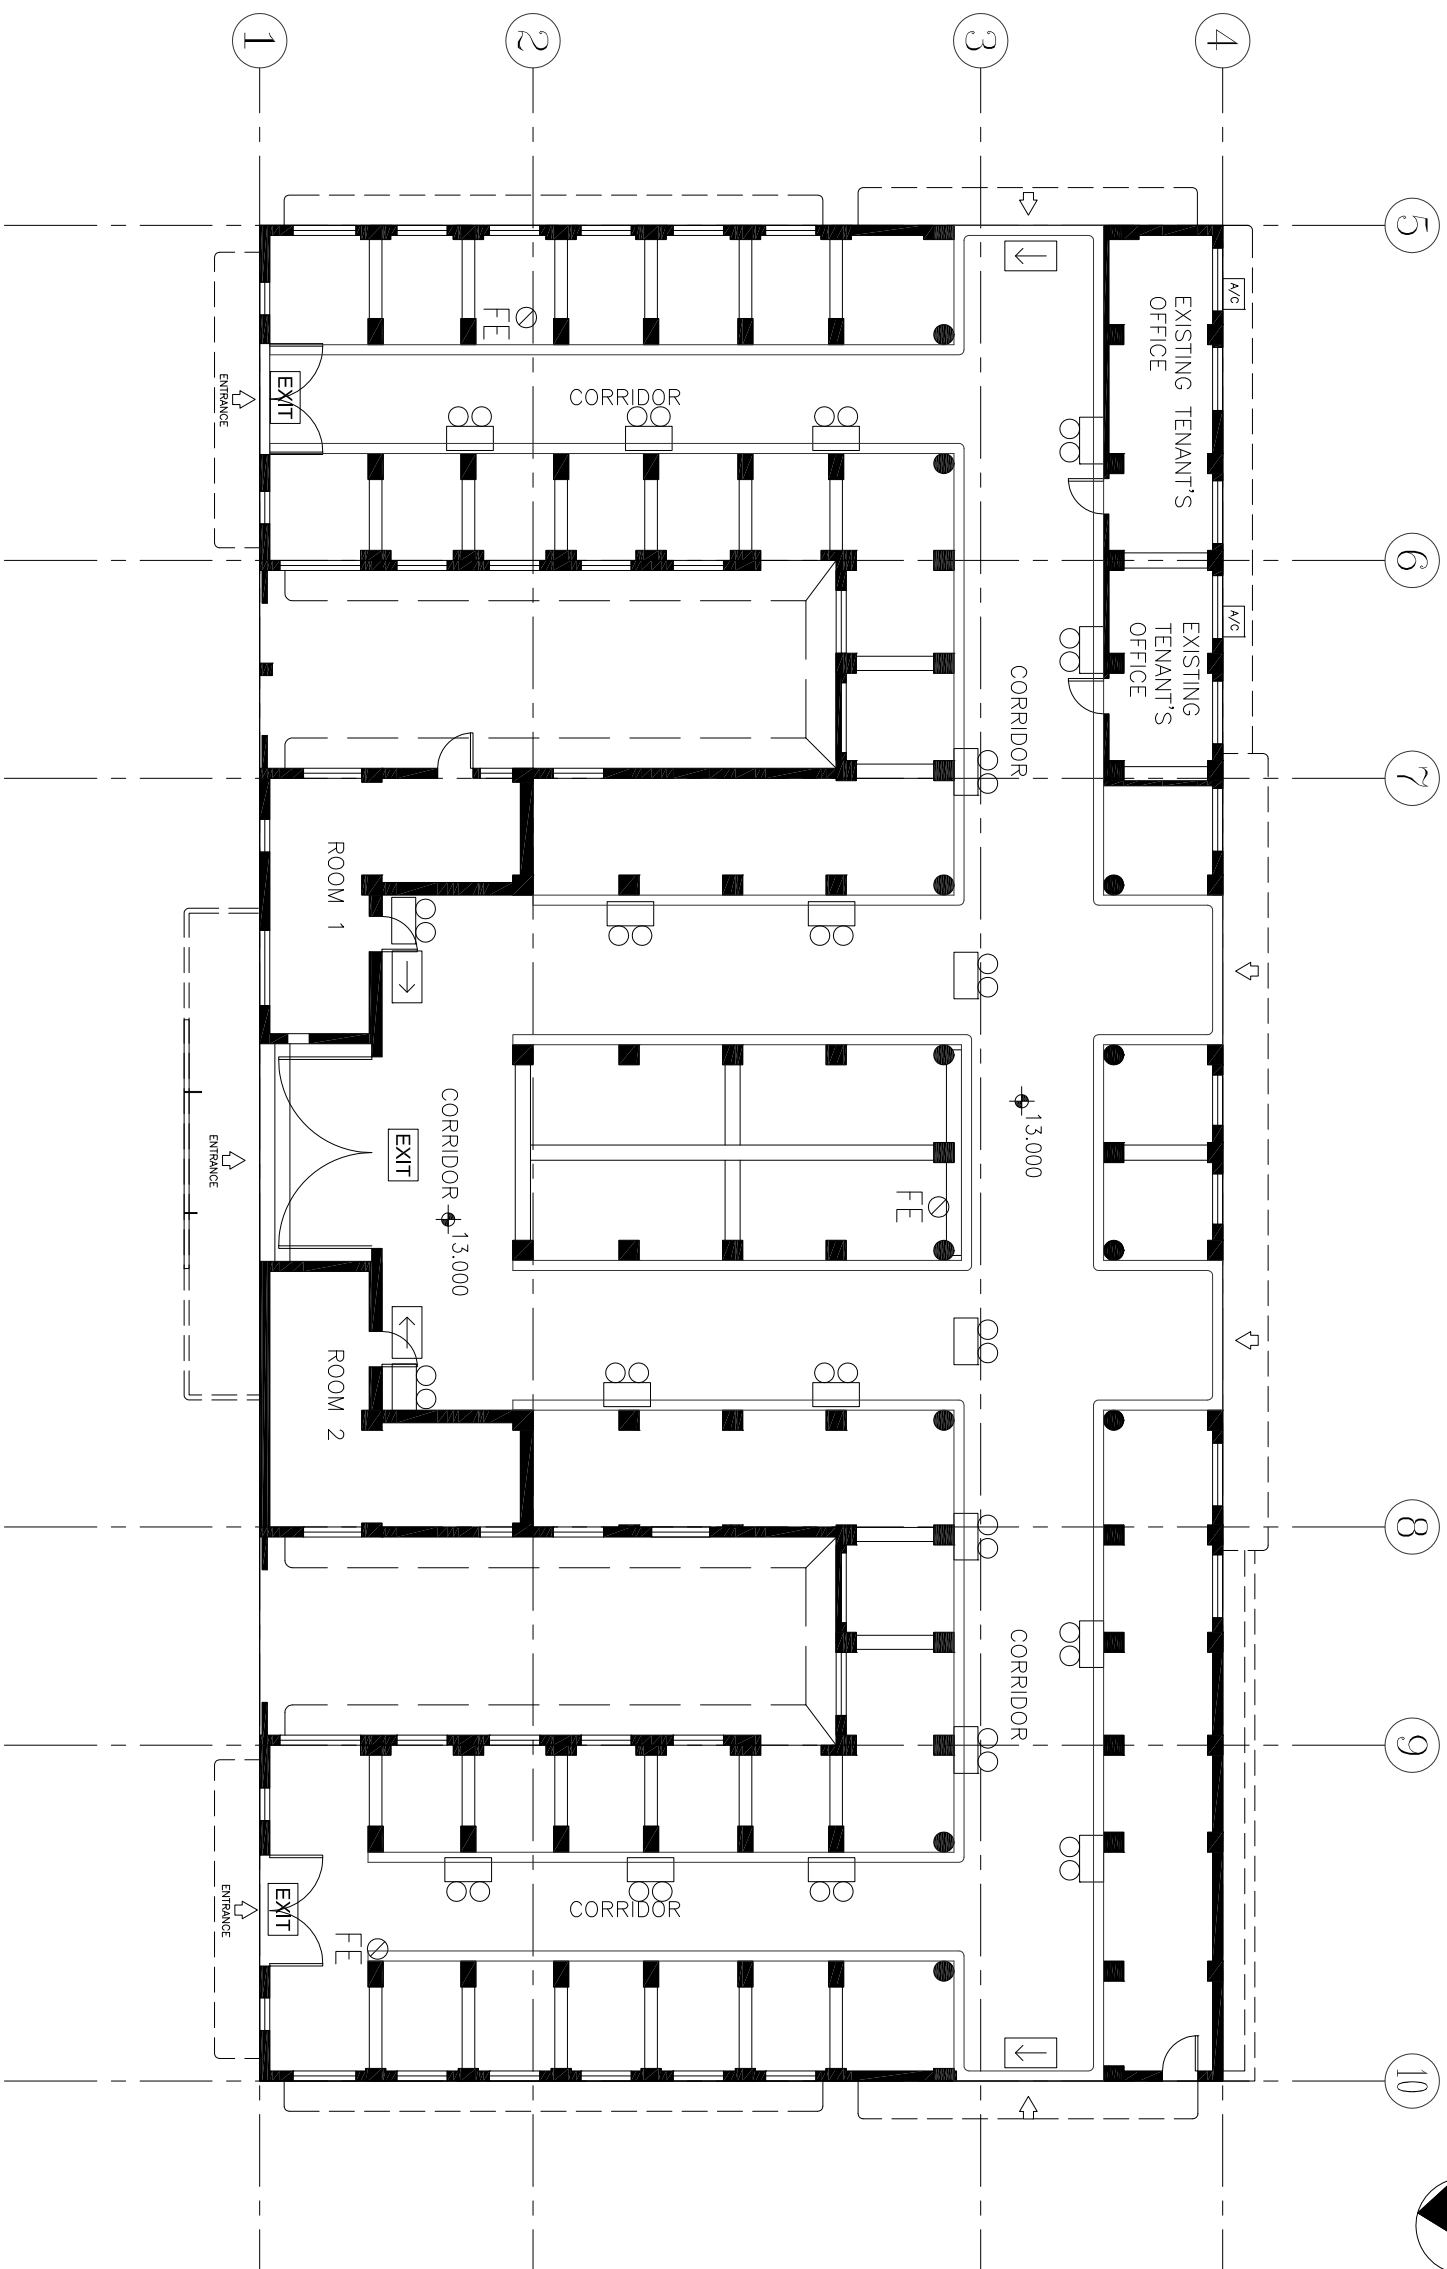 1
2
3
4
5
A/C
EXISTING TENANT'S
OFFICE
FE
EXIT
ENTRANCE
CORRIDOR
6
A/C
EXISTING
TENANT'S
OFFICE
CORRIDOR
7
ROOM 1
13.000
CORRIDOR
EXIT
ENTRANCE
FE
13.000
ROOM 2
8
CORRIDOR
9
CORRIDOR
EXIT
ENTRANCE
FE
10